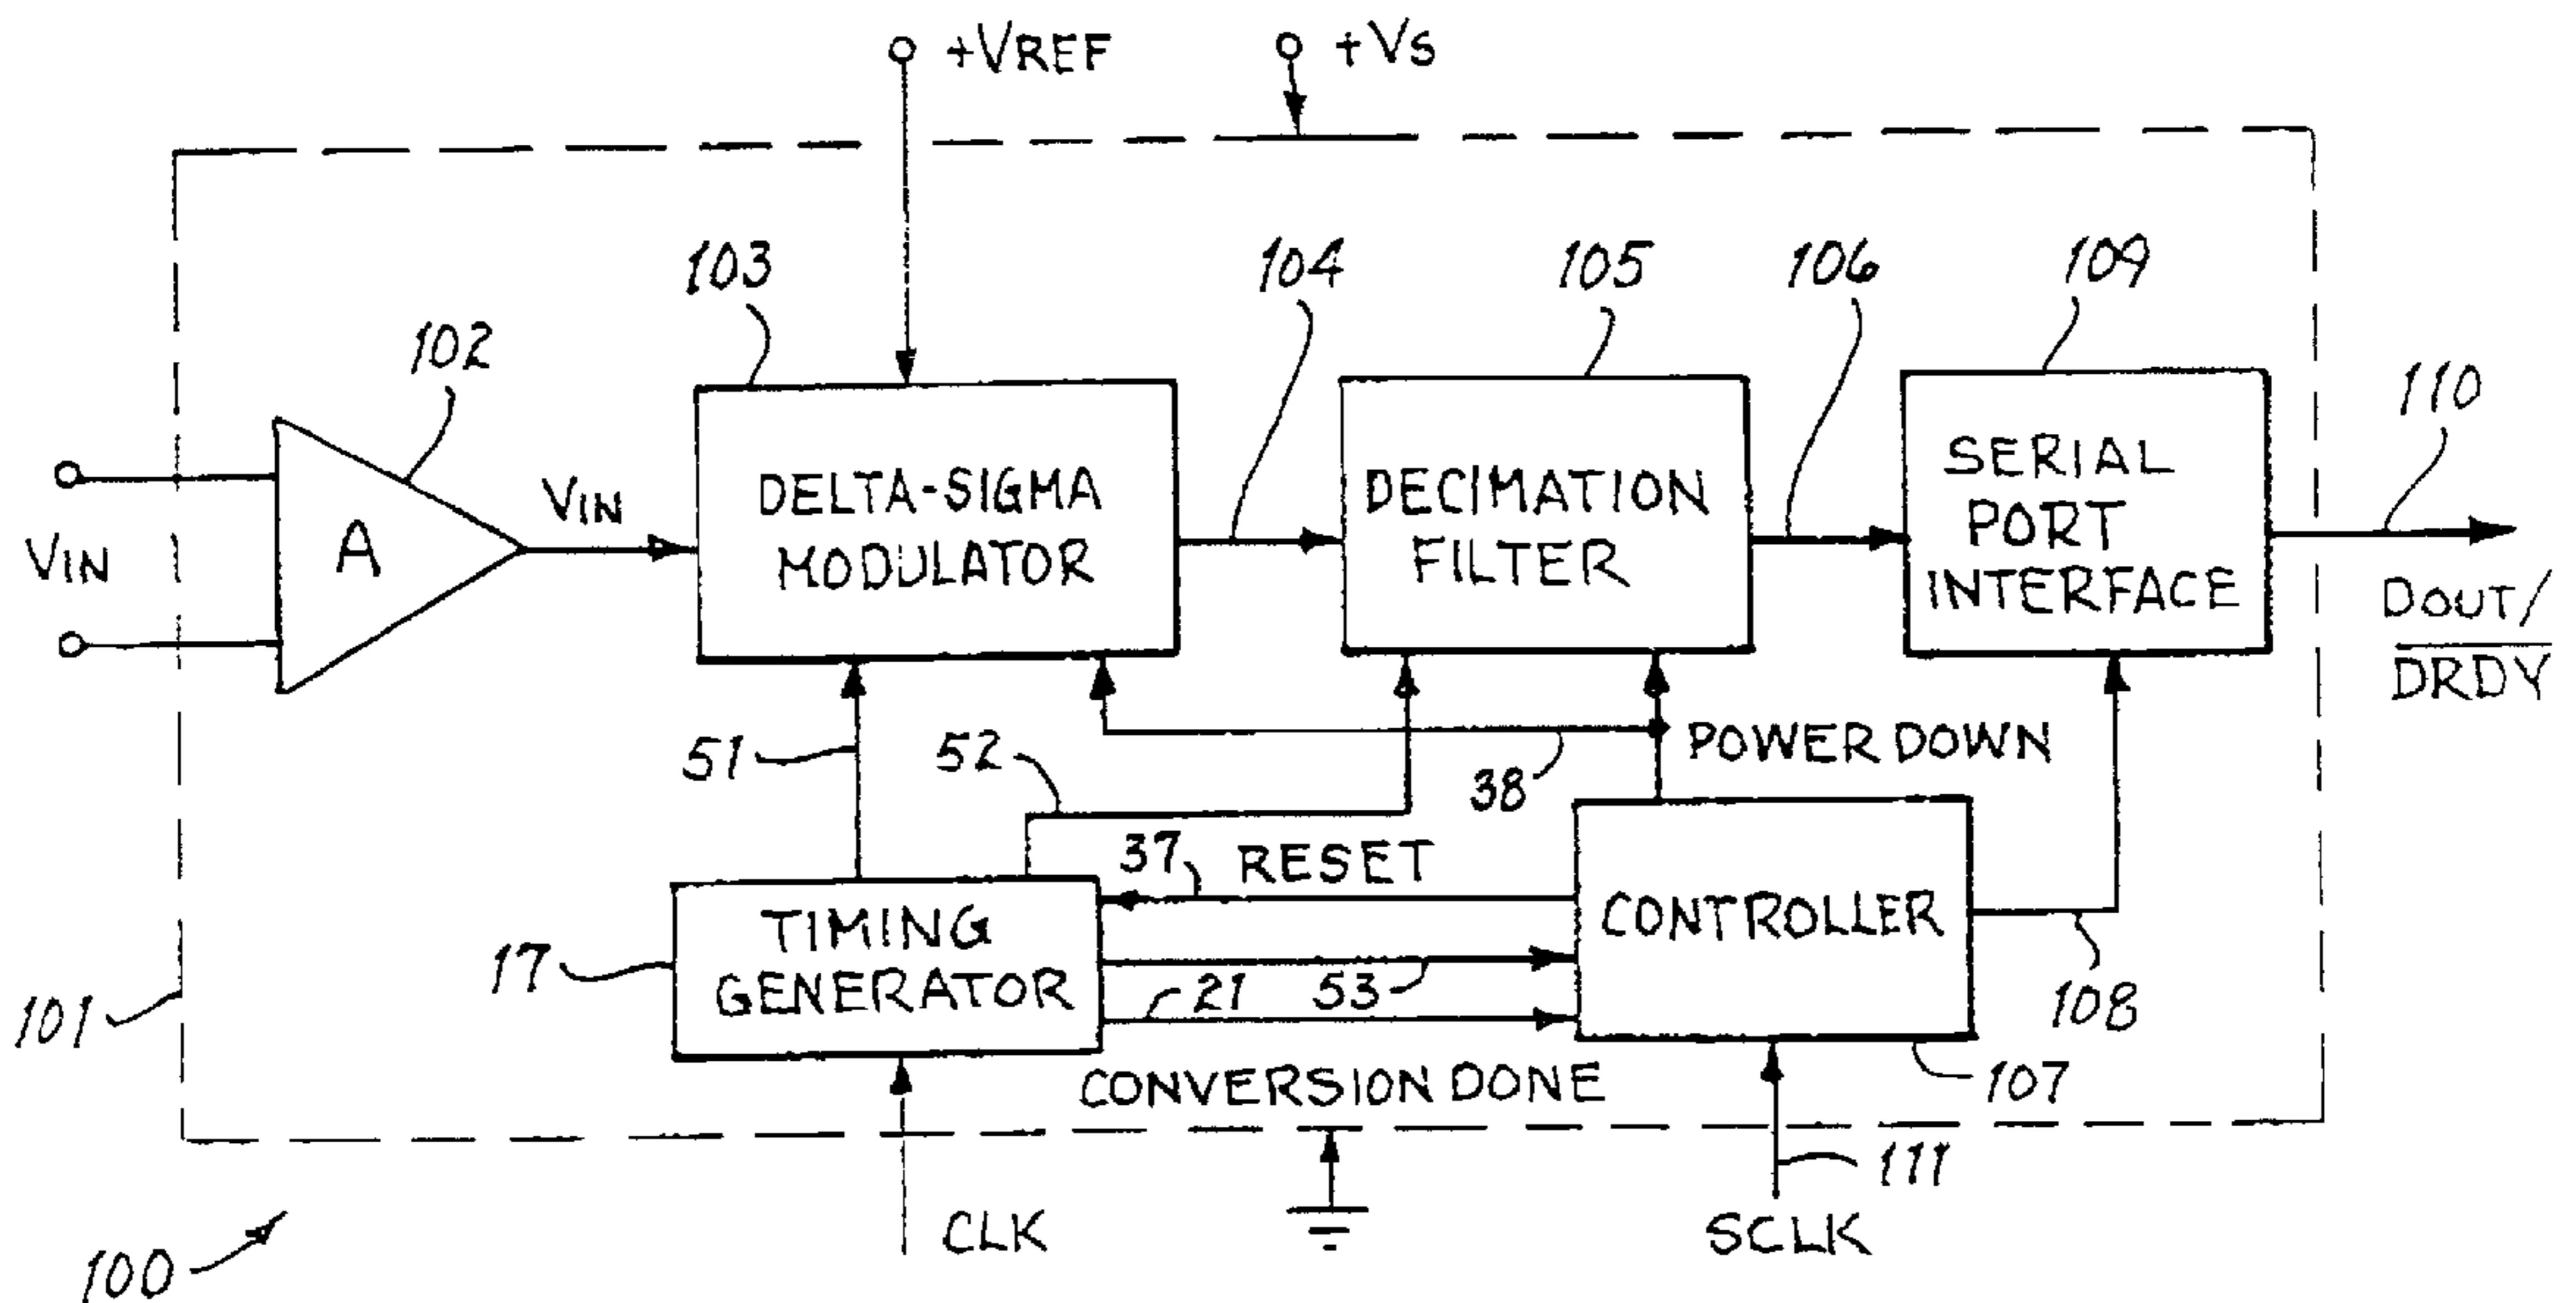 +VREF
+VS
103
104
105
106
109
102
110
VIN
A
VIN
DELTA-SIGMA
MODULATOR
DECIMATION
FILTER
SERIAL
PORT
INTERFACE
DOUT/
D̅R̅D̅Y̅
51
52
38
POWER DOWN
37
RESET
17
TIMING
GENERATOR
CONTROLLER
21
53
101
108
107
CONVERSION DONE
111
CLK
SCLK
100